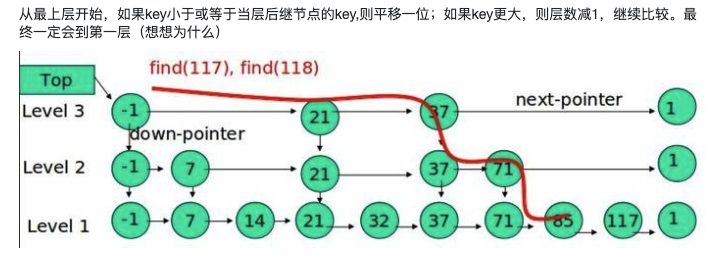 从最上层开始，如果key小于或等于当层后继节点的key,则平移一位；如果key更大，则层数减1，继续比较。最
终一定会到第一层（想想为什么）
find(117), find(118)
Top
next-pointer
Level 3 -1 21 37 1
down-pointer
Level 2 -1 7 21 37 71 1
Level 1 -1 7 14 21 32 37 71 85 117 1